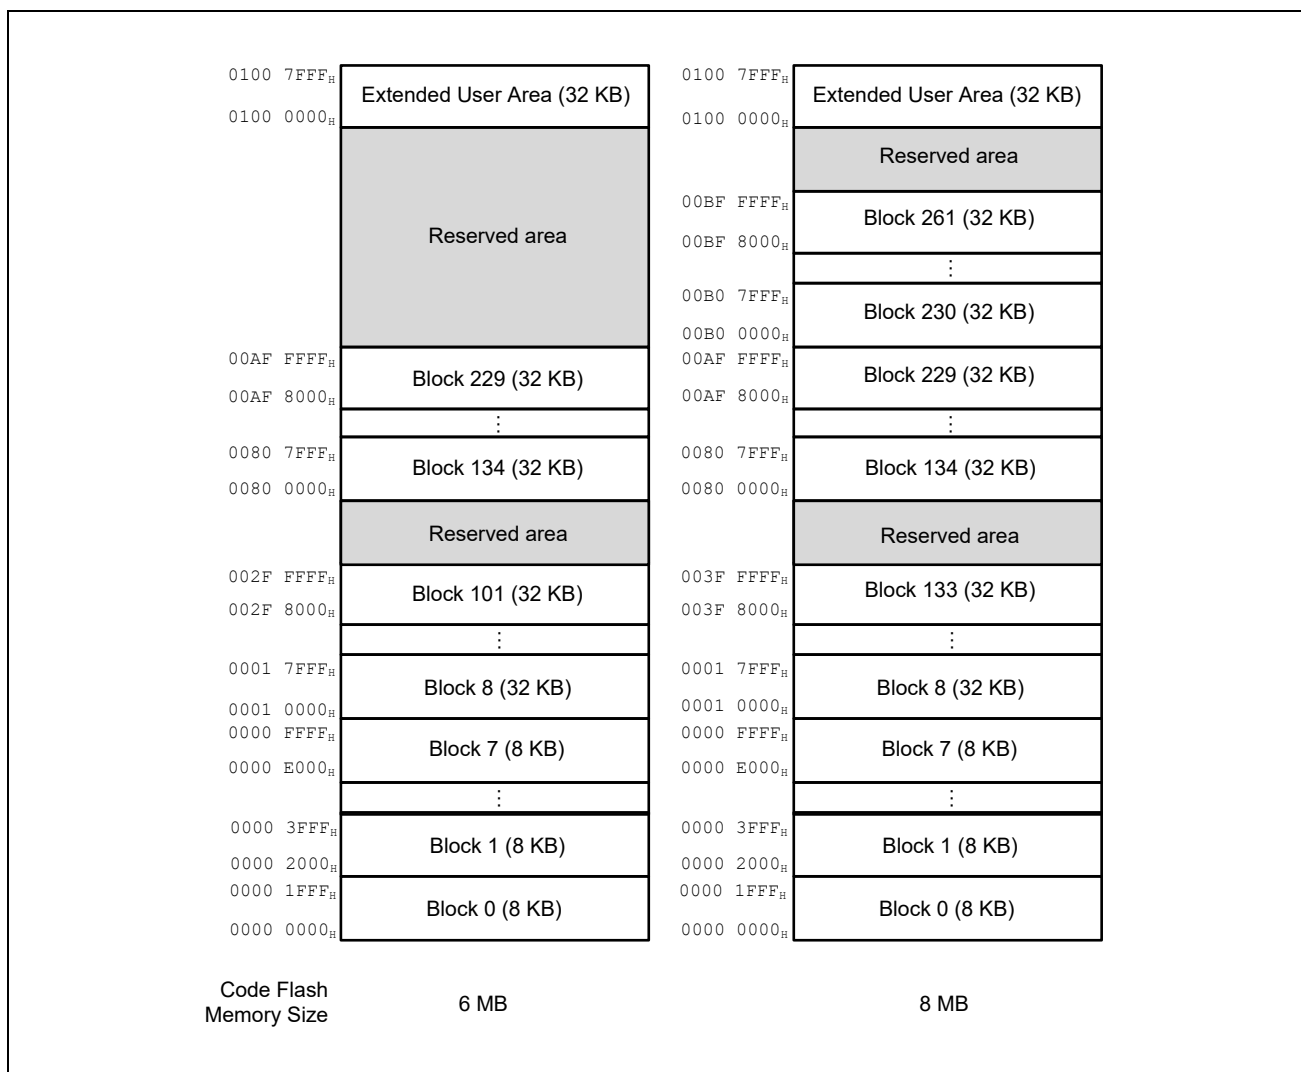 0100 7FFFH
Extended User Area (32 KB)
0100 0000H
Reserved area
00AF FFFFH
Block 229 (32 KB)
00AF 8000H
⋮
0080 7FFFH
Block 134 (32 KB)
0080 0000H
Reserved area
002F FFFFH
Block 101 (32 KB)
002F 8000H
⋮
0001 7FFFH
Block 8 (32 KB)
0001 0000H
0000 FFFFH
Block 7 (8 KB)
0000 E000H
⋮
0000 3FFFH
Block 1 (8 KB)
0000 2000H
0000 1FFFH
Block 0 (8 KB)
0000 0000H
0100 7FFFH
Extended User Area (32 KB)
0100 0000H
Reserved area
00BF FFFFH
Block 261 (32 KB)
00BF 8000H
⋮
00B0 7FFFH
Block 230 (32 KB)
00B0 0000H
00AF FFFFH
Block 229 (32 KB)
00AF 8000H
⋮
0080 7FFFH
Block 134 (32 KB)
0080 0000H
Reserved area
003F FFFFH
Block 133 (32 KB)
003F 8000H
⋮
0001 7FFFH
Block 8 (32 KB)
0001 0000H
0000 FFFFH
Block 7 (8 KB)
0000 E000H
⋮
0000 3FFFH
Block 1 (8 KB)
0000 2000H
0000 1FFFH
Block 0 (8 KB)
0000 0000H
Code Flash
Memory Size
6 MB
8 MB